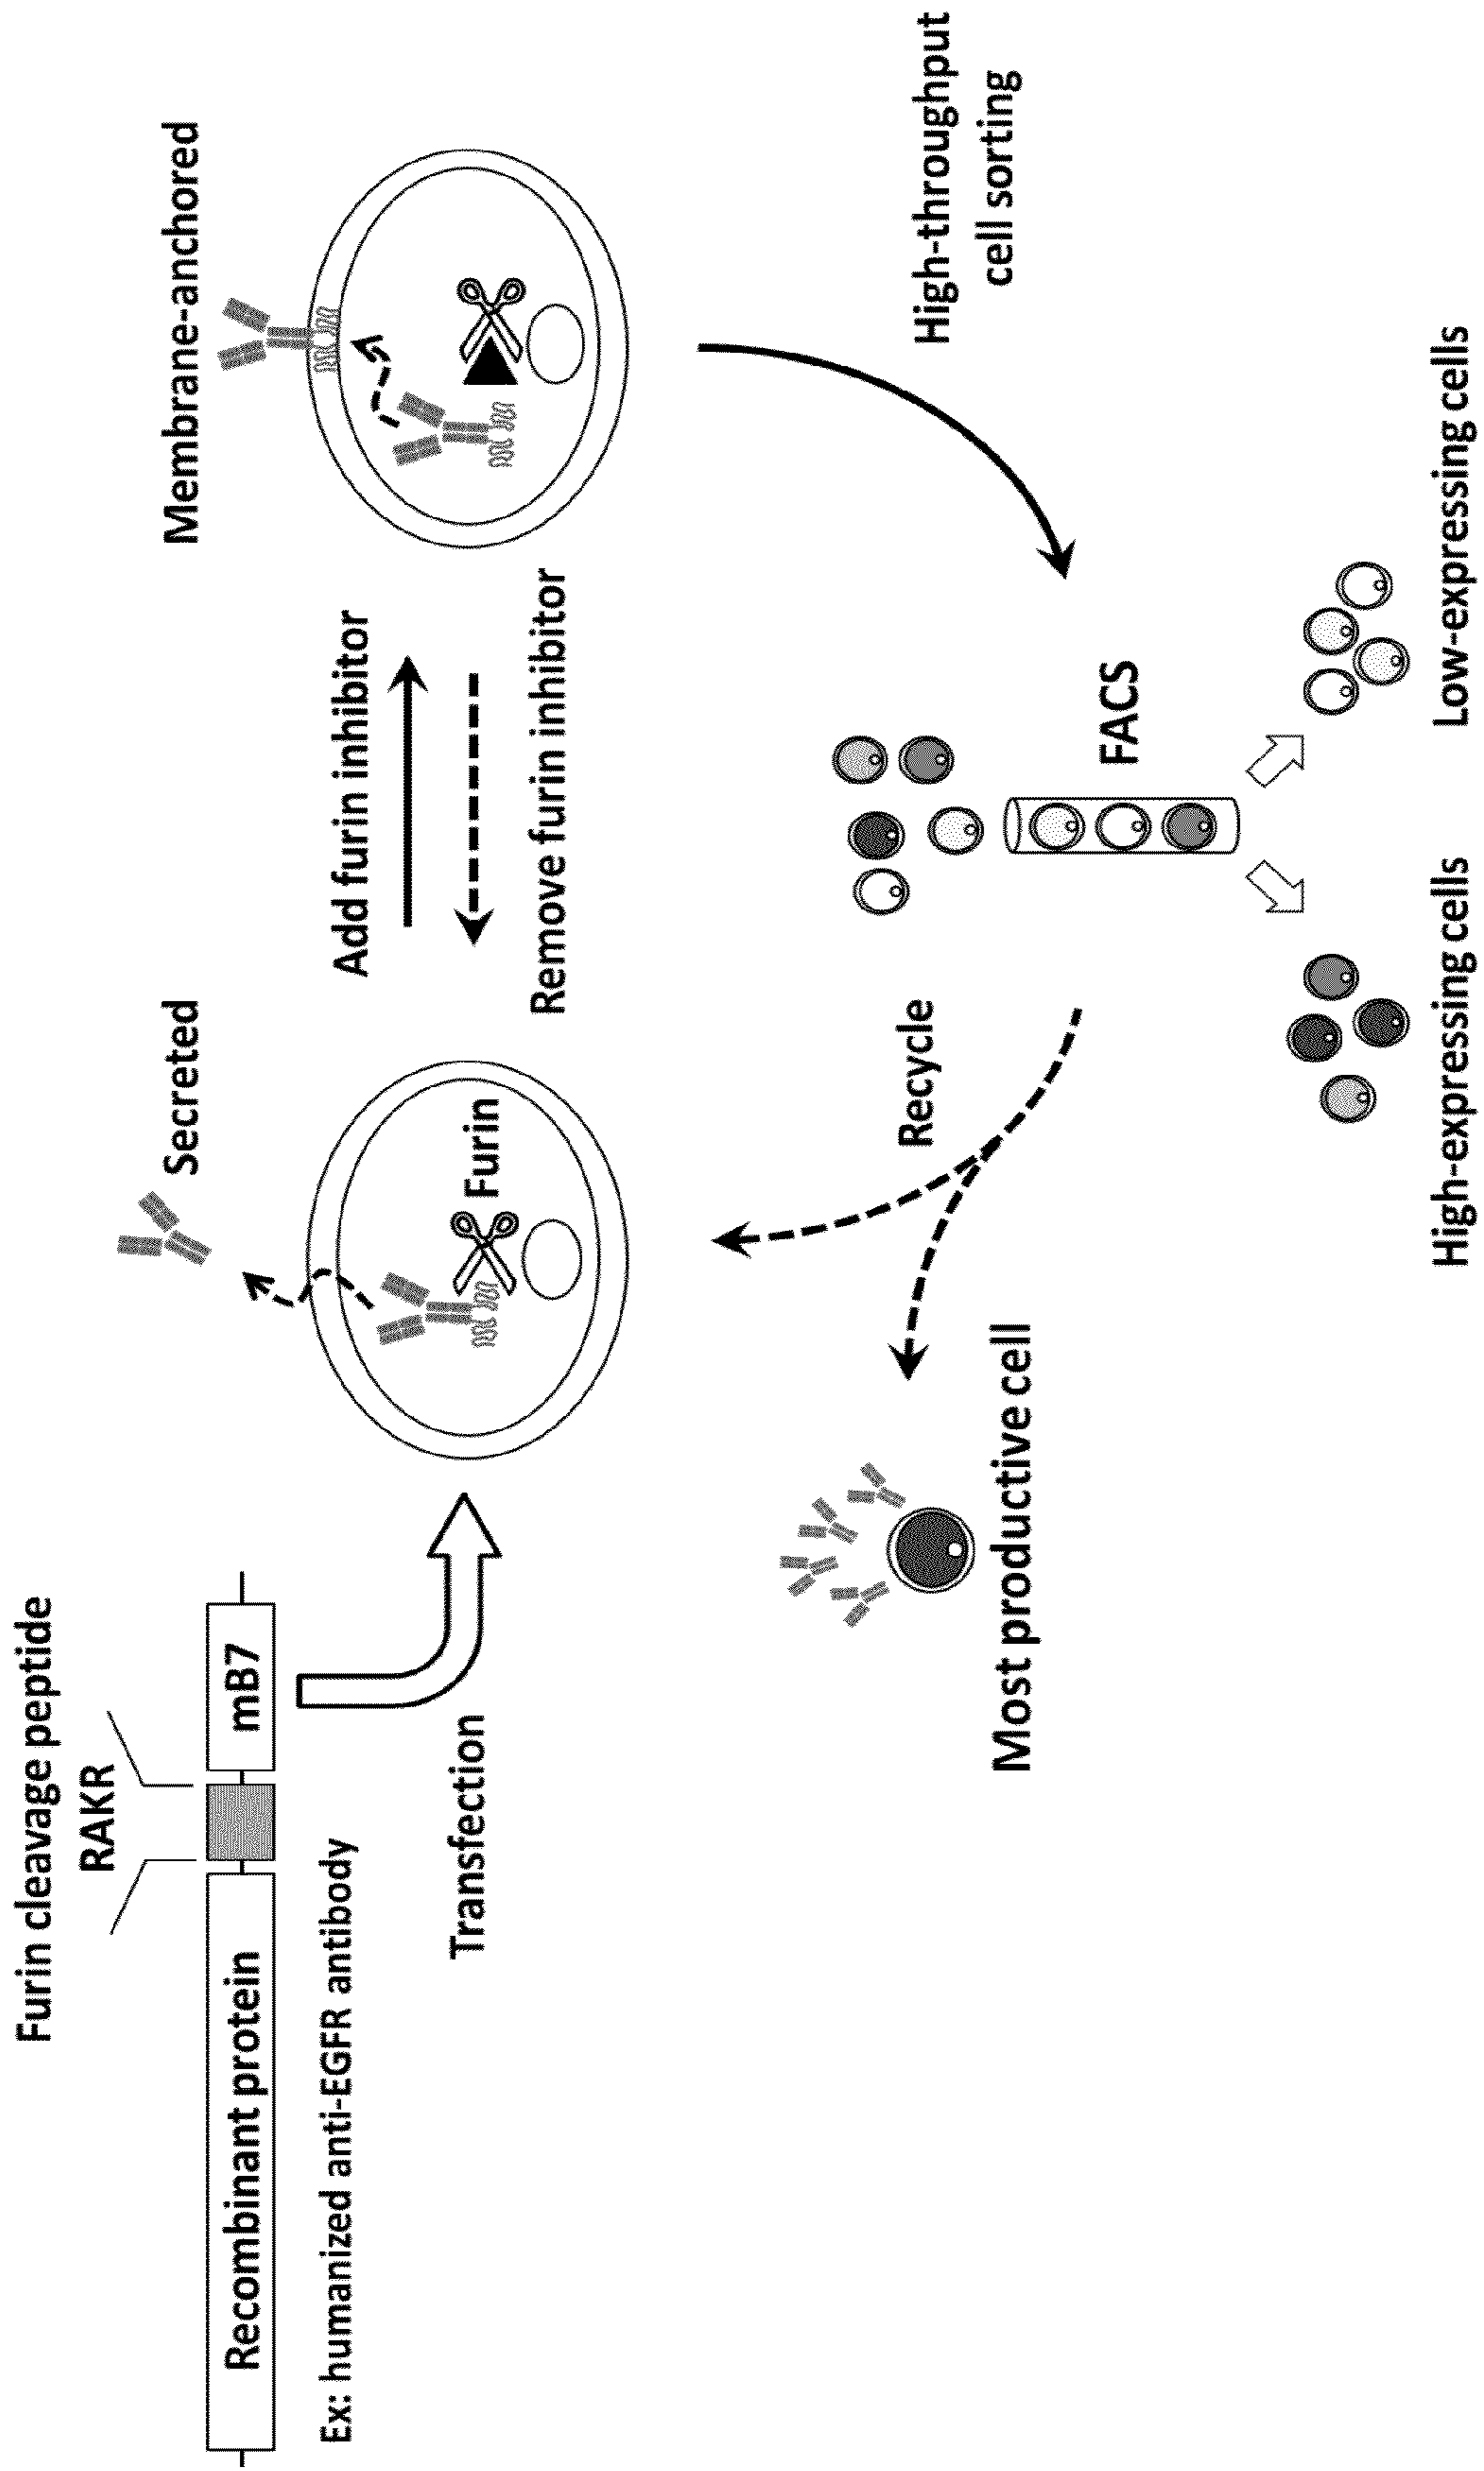 Furin cleavage peptide
RAKR
Recombinant protein
mB7
Ex: humanized anti-EGFR antibody
Transfection
Secreted
Furin
Add furin inhibitor
Remove furin inhibitor
Membrane-anchored
High-throughput
cell sorting
Recycle
Most productive cell
FACS
High-expressing cells
Low-expressing cells